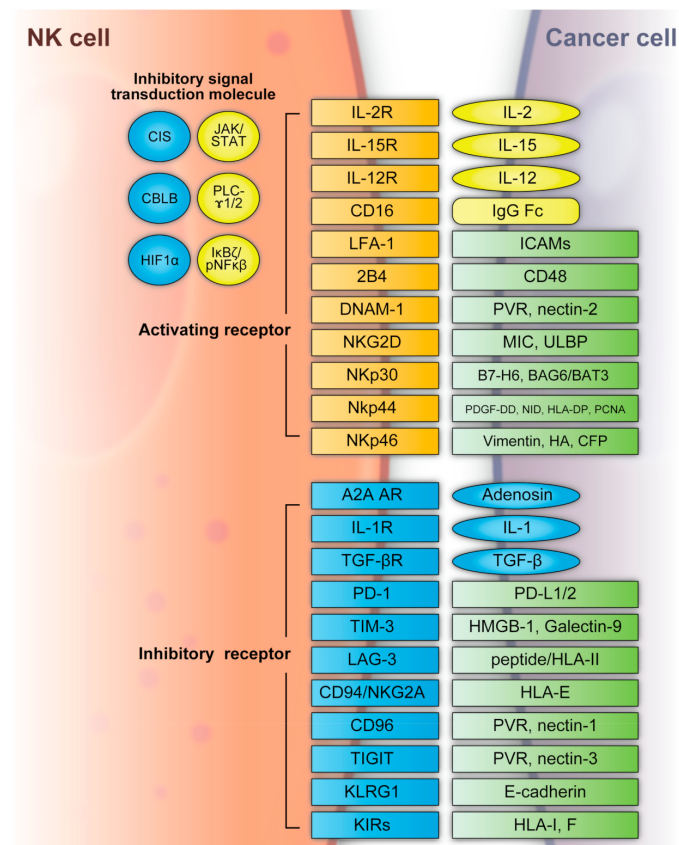 NK cell
Cancer cell
Inhibitory signal
transduction molecule
CIS
JAK/
STAT
CBLB
PLC-
ɤ1/2
HIF1α
IκBζ/
pNFκβ
Activating receptor
IL-2R
IL-2
IL-15R
IL-15
IL-12R
IL-12
CD16
IgG Fc
LFA-1
ICAMs
2B4
CD48
DNAM-1
PVR, nectin-2
NKG2D
MIC, ULBP
NKp30
B7-H6, BAG6/BAT3
Nkp44
PDGF-DD, NID, HLA-DP, PCNA
NKp46
Vimentin, HA, CFP
Inhibitory receptor
A2A AR
Adenosin
IL-1R
IL-1
TGF-βR
TGF-β
PD-1
PD-L1/2
TIM-3
HMGB-1, Galectin-9
LAG-3
peptide/HLA-II
CD94/NKG2A
HLA-E
CD96
PVR, nectin-1
TIGIT
PVR, nectin-3
KLRG1
E-cadherin
KIRs
HLA-I, F